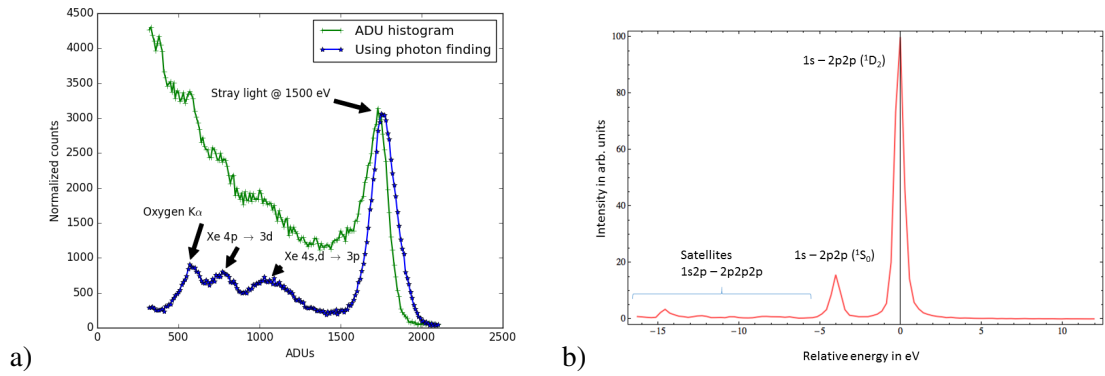 a)
4500
4000
3500
3000
2500
2000
1500
1000
500
0
Normalized counts
ADU histogram
Using photon finding
Stray light @ 1500 eV
Oxygen Kα
Xe 4p → 3d
Xe 4s,d → 3p
0 500 1000 1500 2000 2500
ADUs
b)
100
80
60
40
20
0
Intensity in arb. units
1s – 2p2p (¹D₂)
1s – 2p2p (¹S₀)
Satellites
1s2p – 2p2p2p
-15 -10 -5 0 5 10
Relative energy in eV